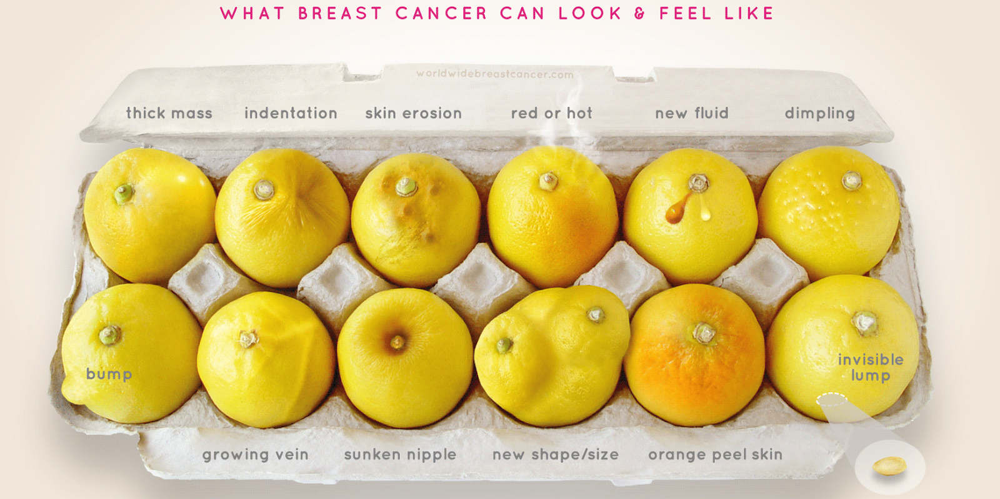 WHAT BREAST CANCER CAN LOOK & FEEL LIKE
worldwidebreastcancer.com
thick mass
indentation
skin erosion
red or hot
new fluid
dimpling
bump
invisible
lump
growing vein
sunken nipple
new shape/size
orange peel skin